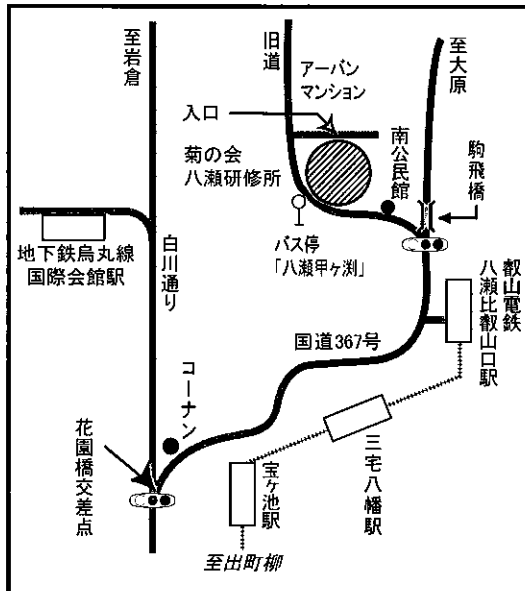 至岩倉
旧道
至大原
アーバン
マンション
入口
南公民館
駒飛橋
菊の会
八瀬研修所
バス停
「八瀬甲ヶ渕」
地下鉄烏丸線
国際会館駅
白川通り
叡山電鉄
八瀬比叡山口駅
国道367号
コーナン
花園橋交差点
三宅八幡駅
宝ヶ池駅
至出町柳